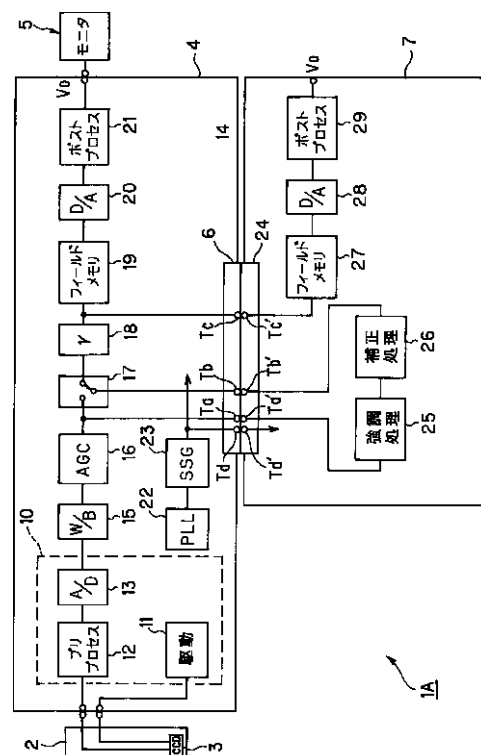 5
モニタ
V0
4
14
7
V0
21
ポスト
プロセス
20
D/A
19
フィールド
メモリ
18
γ
17
16
AGC
15
W/B
10
13
A/D
12
プリ
プロセス
11
駆動
2
CCD
3
23
SSG
22
PLL
6
24
Tc
Tc'
Tb
Tb'
Ta
Td
Td'
29
ポスト
プロセス
28
D/A
27
フィールド
メモリ
26
補正
処理
25
強調
処理
1A